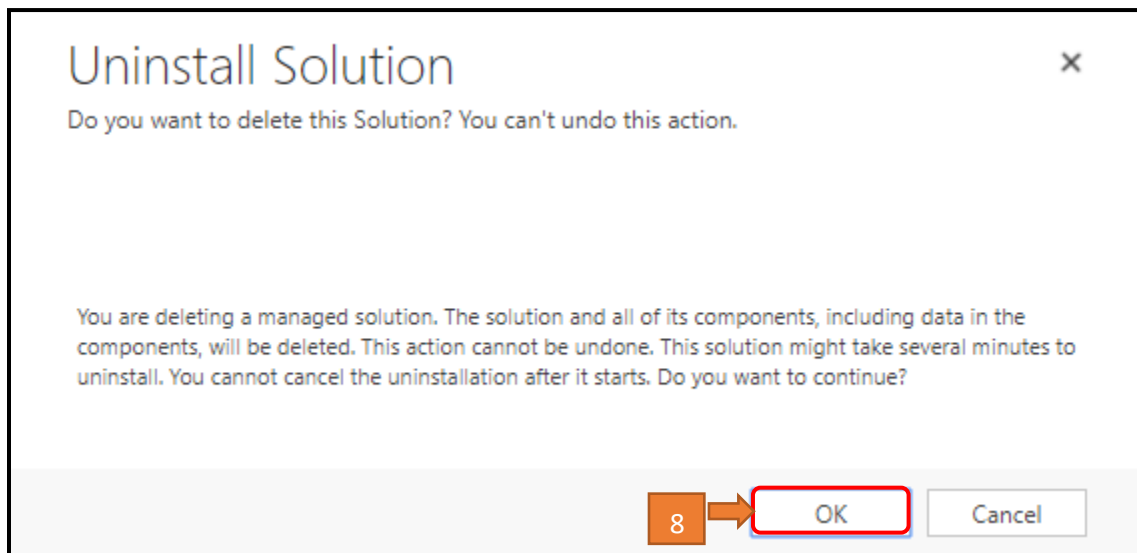 Uninstall Solution
Do you want to delete this Solution? You can't undo this action.
You are deleting a managed solution. The solution and all of its components, including data in the
components, will be deleted. This action cannot be undone. This solution might take several minutes to
uninstall. You cannot cancel the uninstallation after it starts. Do you want to continue?
8 OK Cancel